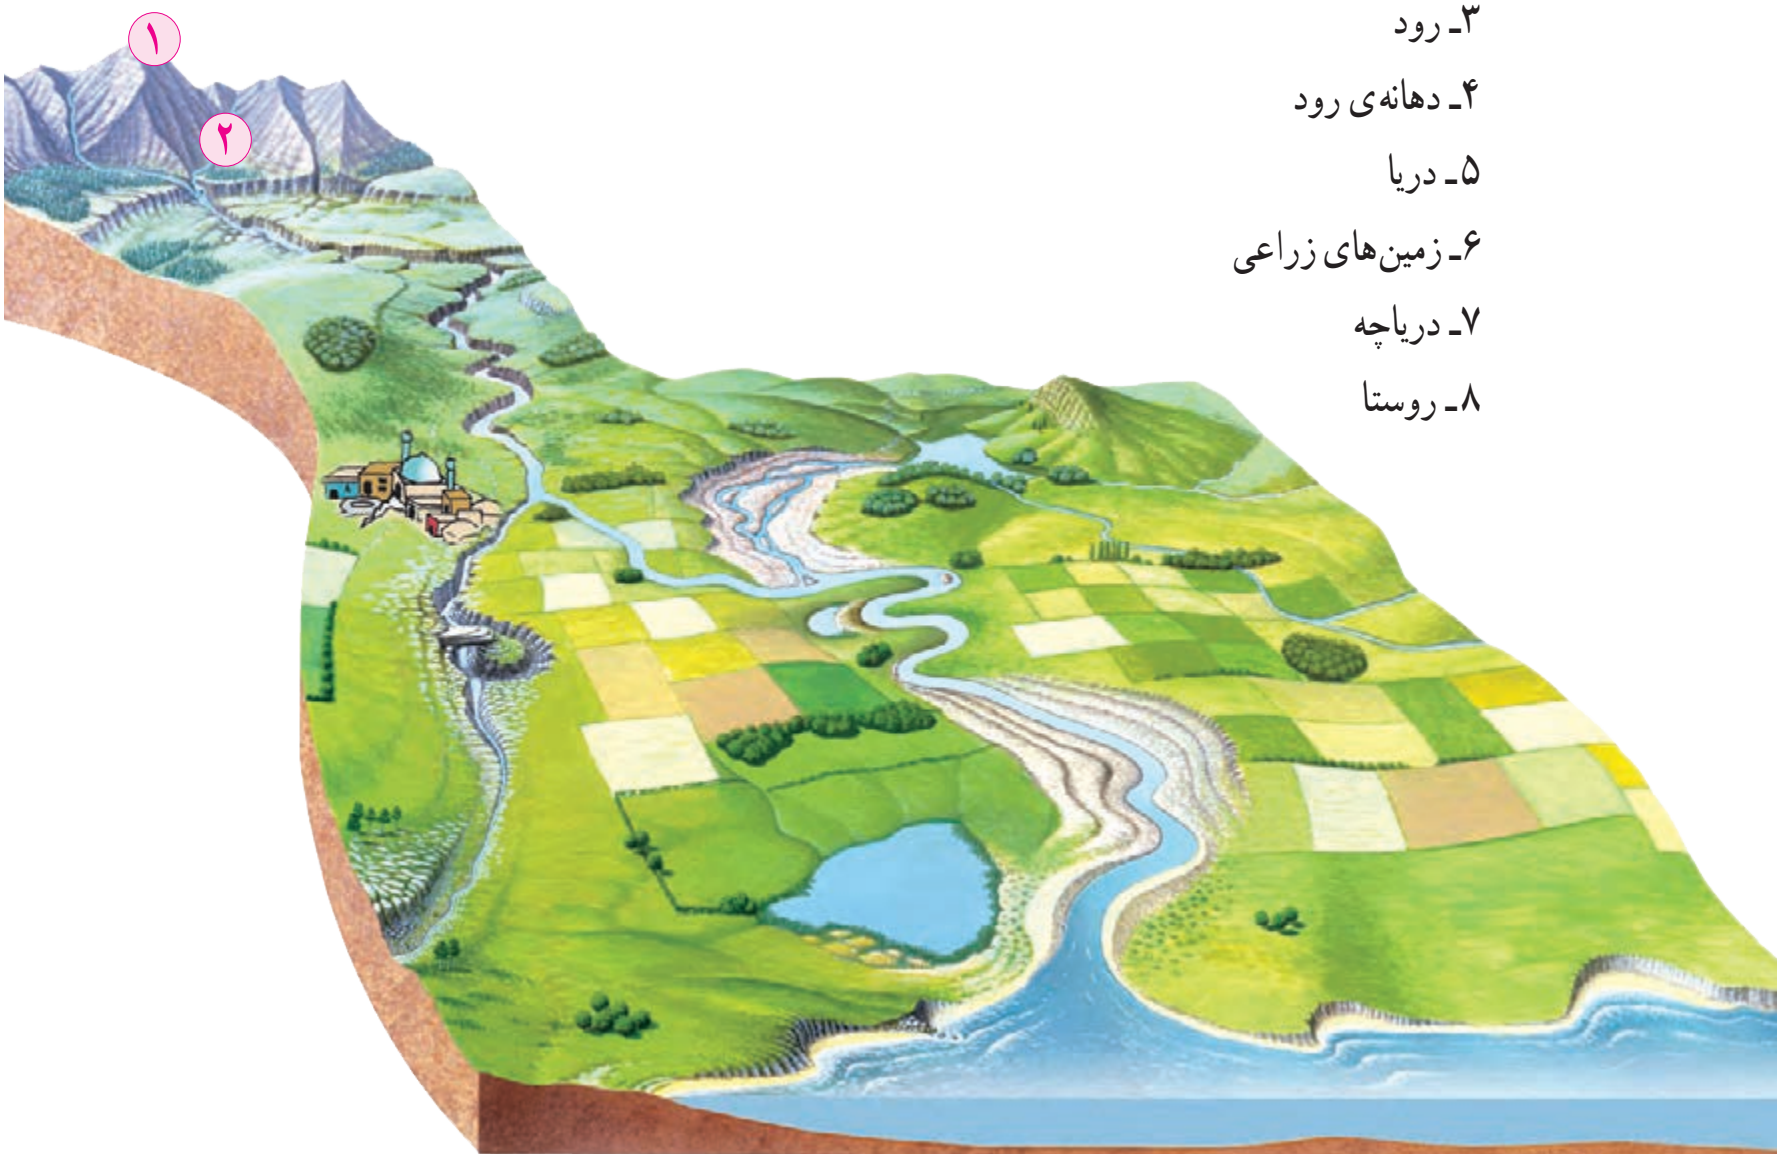 ۳ـ رود
۴ـ دهانه‌ی رود
۵ـ دریا
۶ـ زمین‌های زراعی
۷ـ دریاچه
۸ـ روستا
۱
۲